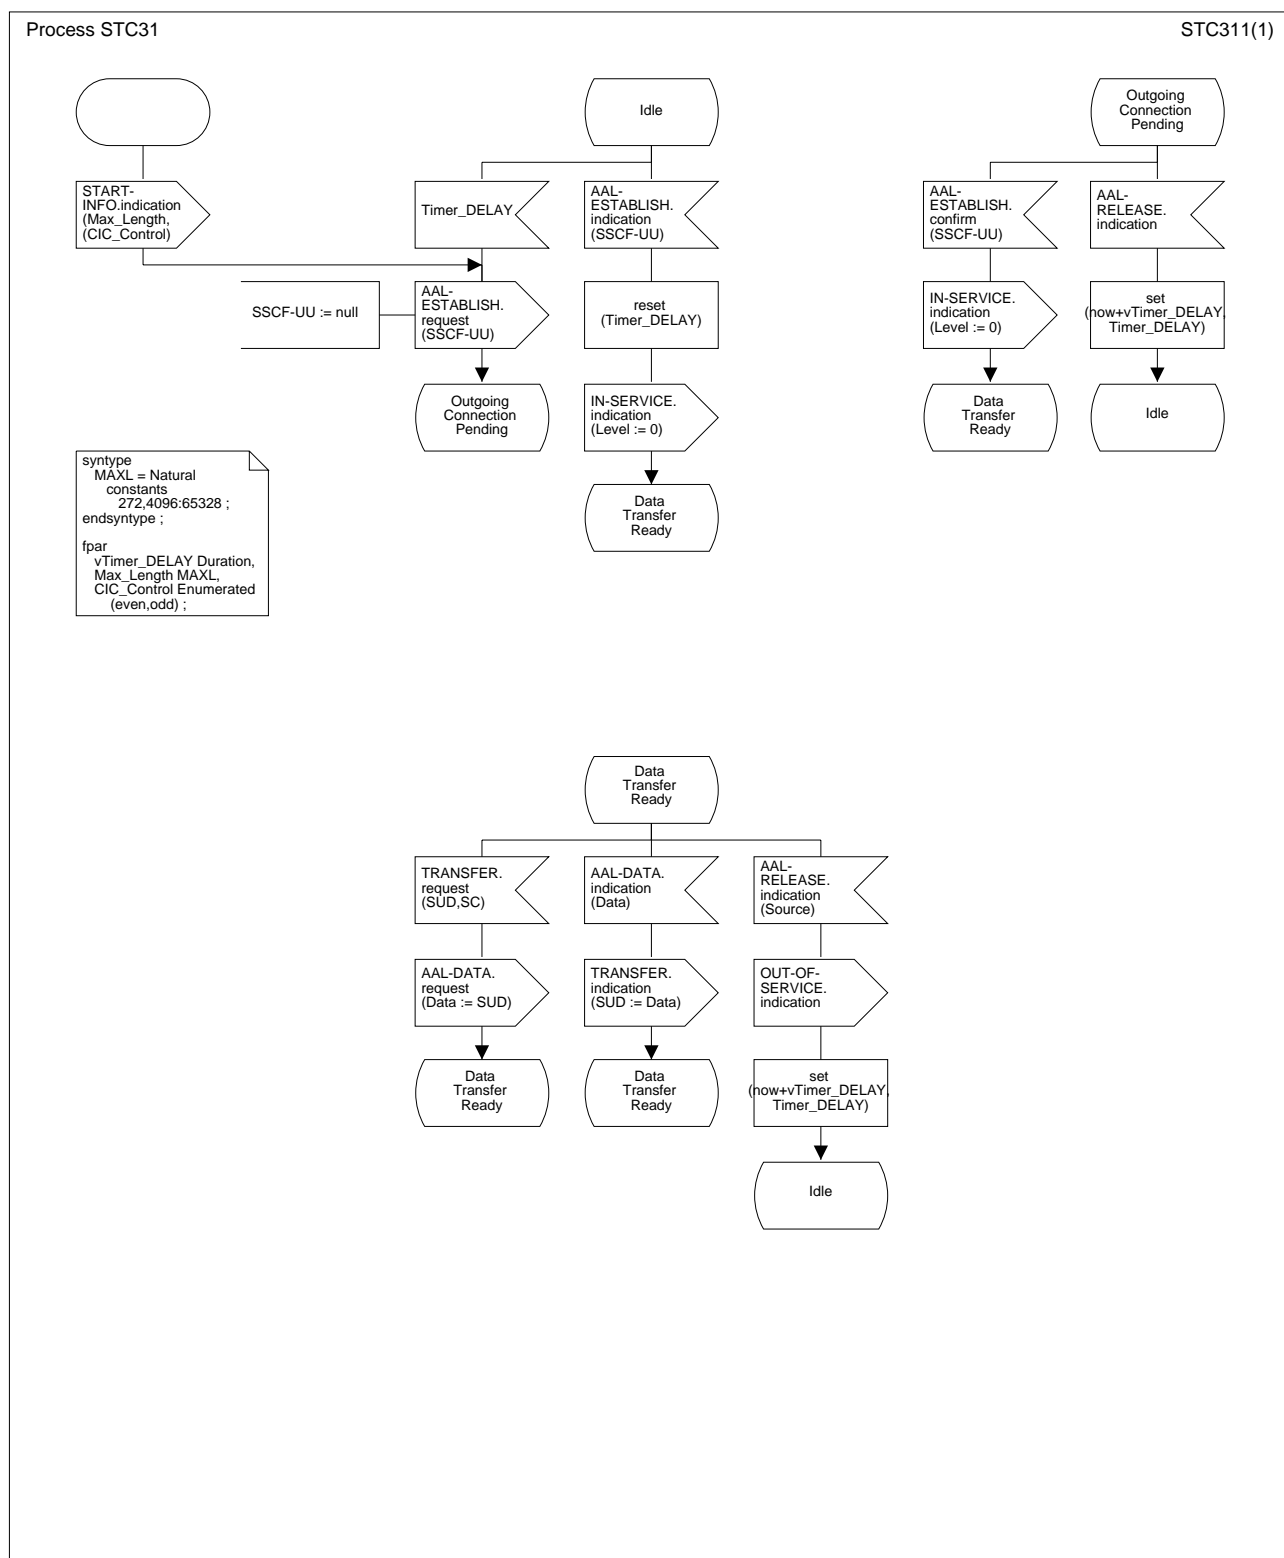 Process STC31
STC311(1)
Idle
Outgoing
Connection
Pending
START-
INFO.indication
(Max_Length,
(CIC_Control)
Timer_DELAY
AAL-
ESTABLISH.
indication
(SSCF-UU)
AAL-
ESTABLISH.
confirm
(SSCF-UU)
AAL-
RELEASE.
indication
SSCF-UU := null
AAL-
ESTABLISH.
request
(SSCF-UU)
reset
(Timer_DELAY)
IN-SERVICE.
indication
(Level := 0)
set
(now+vTimer_DELAY,
Timer_DELAY)
Outgoing
Connection
Pending
IN-SERVICE.
indication
(Level := 0)
Data
Transfer
Ready
Idle
syntype
MAXL = Natural
constants
272,4096:65328 ;
endsyntype ;
fpar
vTimer_DELAY Duration,
Max_Length MAXL,
CIC_Control Enumerated
(even,odd) ;
Data
Transfer
Ready
Data
Transfer
Ready
TRANSFER.
request
(SUD,SC)
AAL-DATA.
indication
(Data)
AAL-
RELEASE.
indication
(Source)
AAL-DATA.
request
(Data := SUD)
TRANSFER.
indication
(SUD := Data)
OUT-OF-
SERVICE.
indication
Data
Transfer
Ready
Data
Transfer
Ready
set
(now+vTimer_DELAY,
Timer_DELAY)
Idle